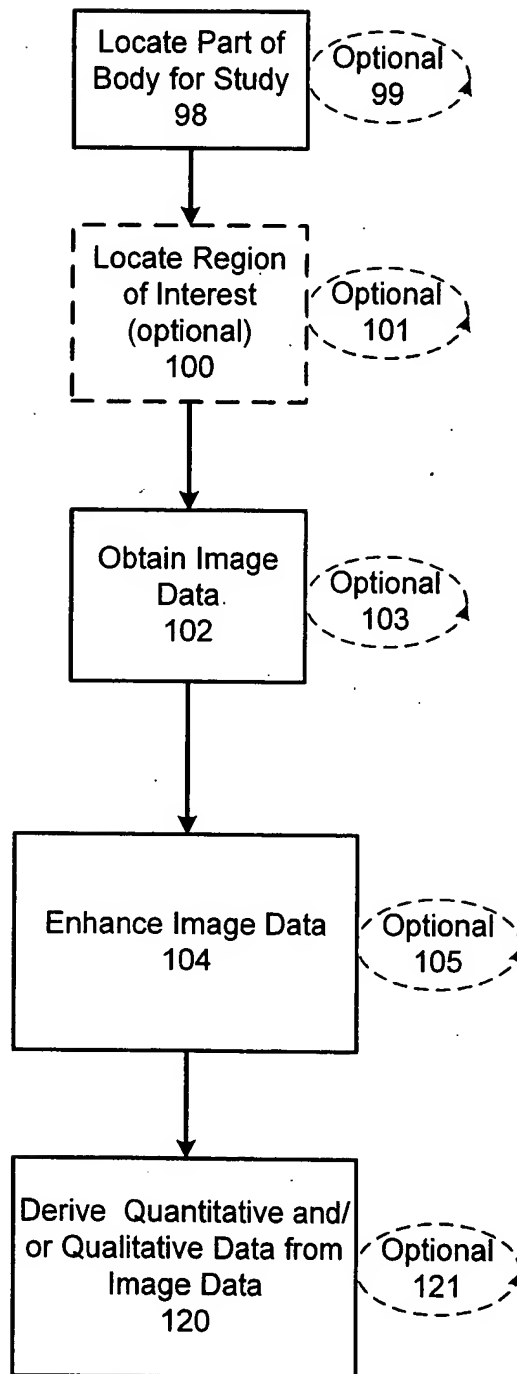 Locate Part of
Body for Study
98
Optional
99
Locate Region
of Interest
(optional)
100
Optional
101
Obtain Image
Data.
102
Optional
103
Enhance Image Data
104
Optional
105
Derive Quantitative and/
or Qualitative Data from
Image Data
120
Optional
121